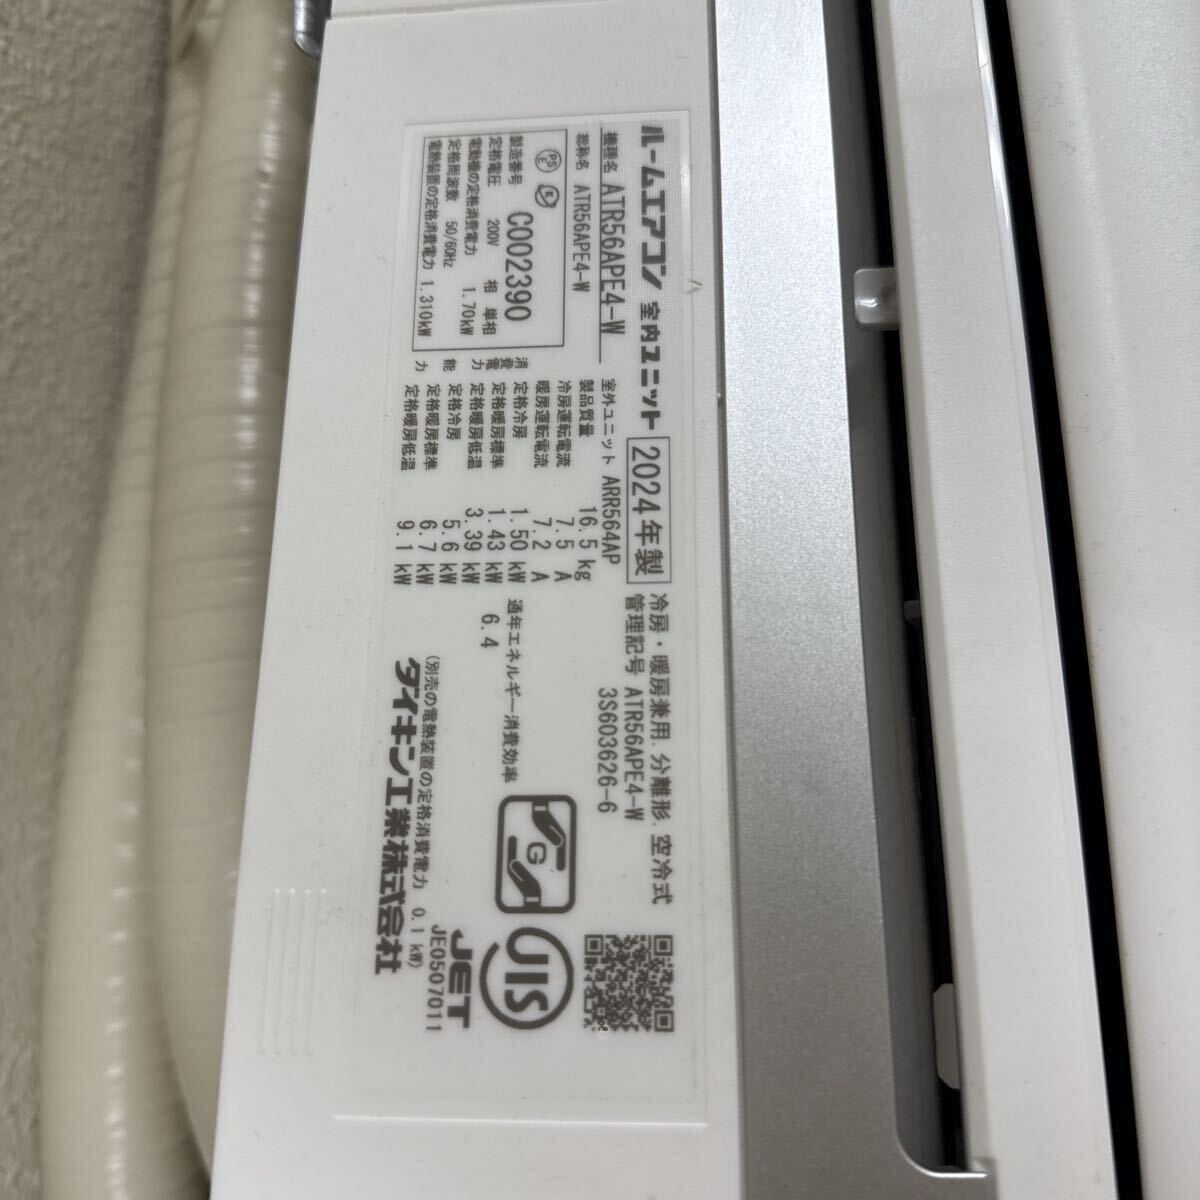 ルームエアコン 室内ユニット 2024年製 冷房・暖房兼用. 分離形. 空冷式
機種名 ATR56APE4-W
総称名 ATR56APE4-W
室外ユニット ARR564AP
管理記号 ATR56APE4-W
3S603626-6
PS
E
製造番号 C002390
定格電圧 200V 相 単相
電動機の定格消費電力 1.70kW
定格周波数 50/60Hz
電熱装置の定格消費電力 1.310kW
製品質量 16.5 kg
冷房運転電流 7.5 A
暖房運転電流 7.2 A
消費電力
定格冷房 1.50 kW
定格暖房標準 1.43 kW
定格暖房低温 3.39 kW
能力
定格冷房 5.6 kW
定格暖房標準 6.7 kW
定格暖房低温 9.1 kW
通年エネルギー消費効率
6.4
G
JIS
JET
JE0507011
(別売の電熱装置の定格消費電力 0.1 kW)
ダイキン工業株式会社